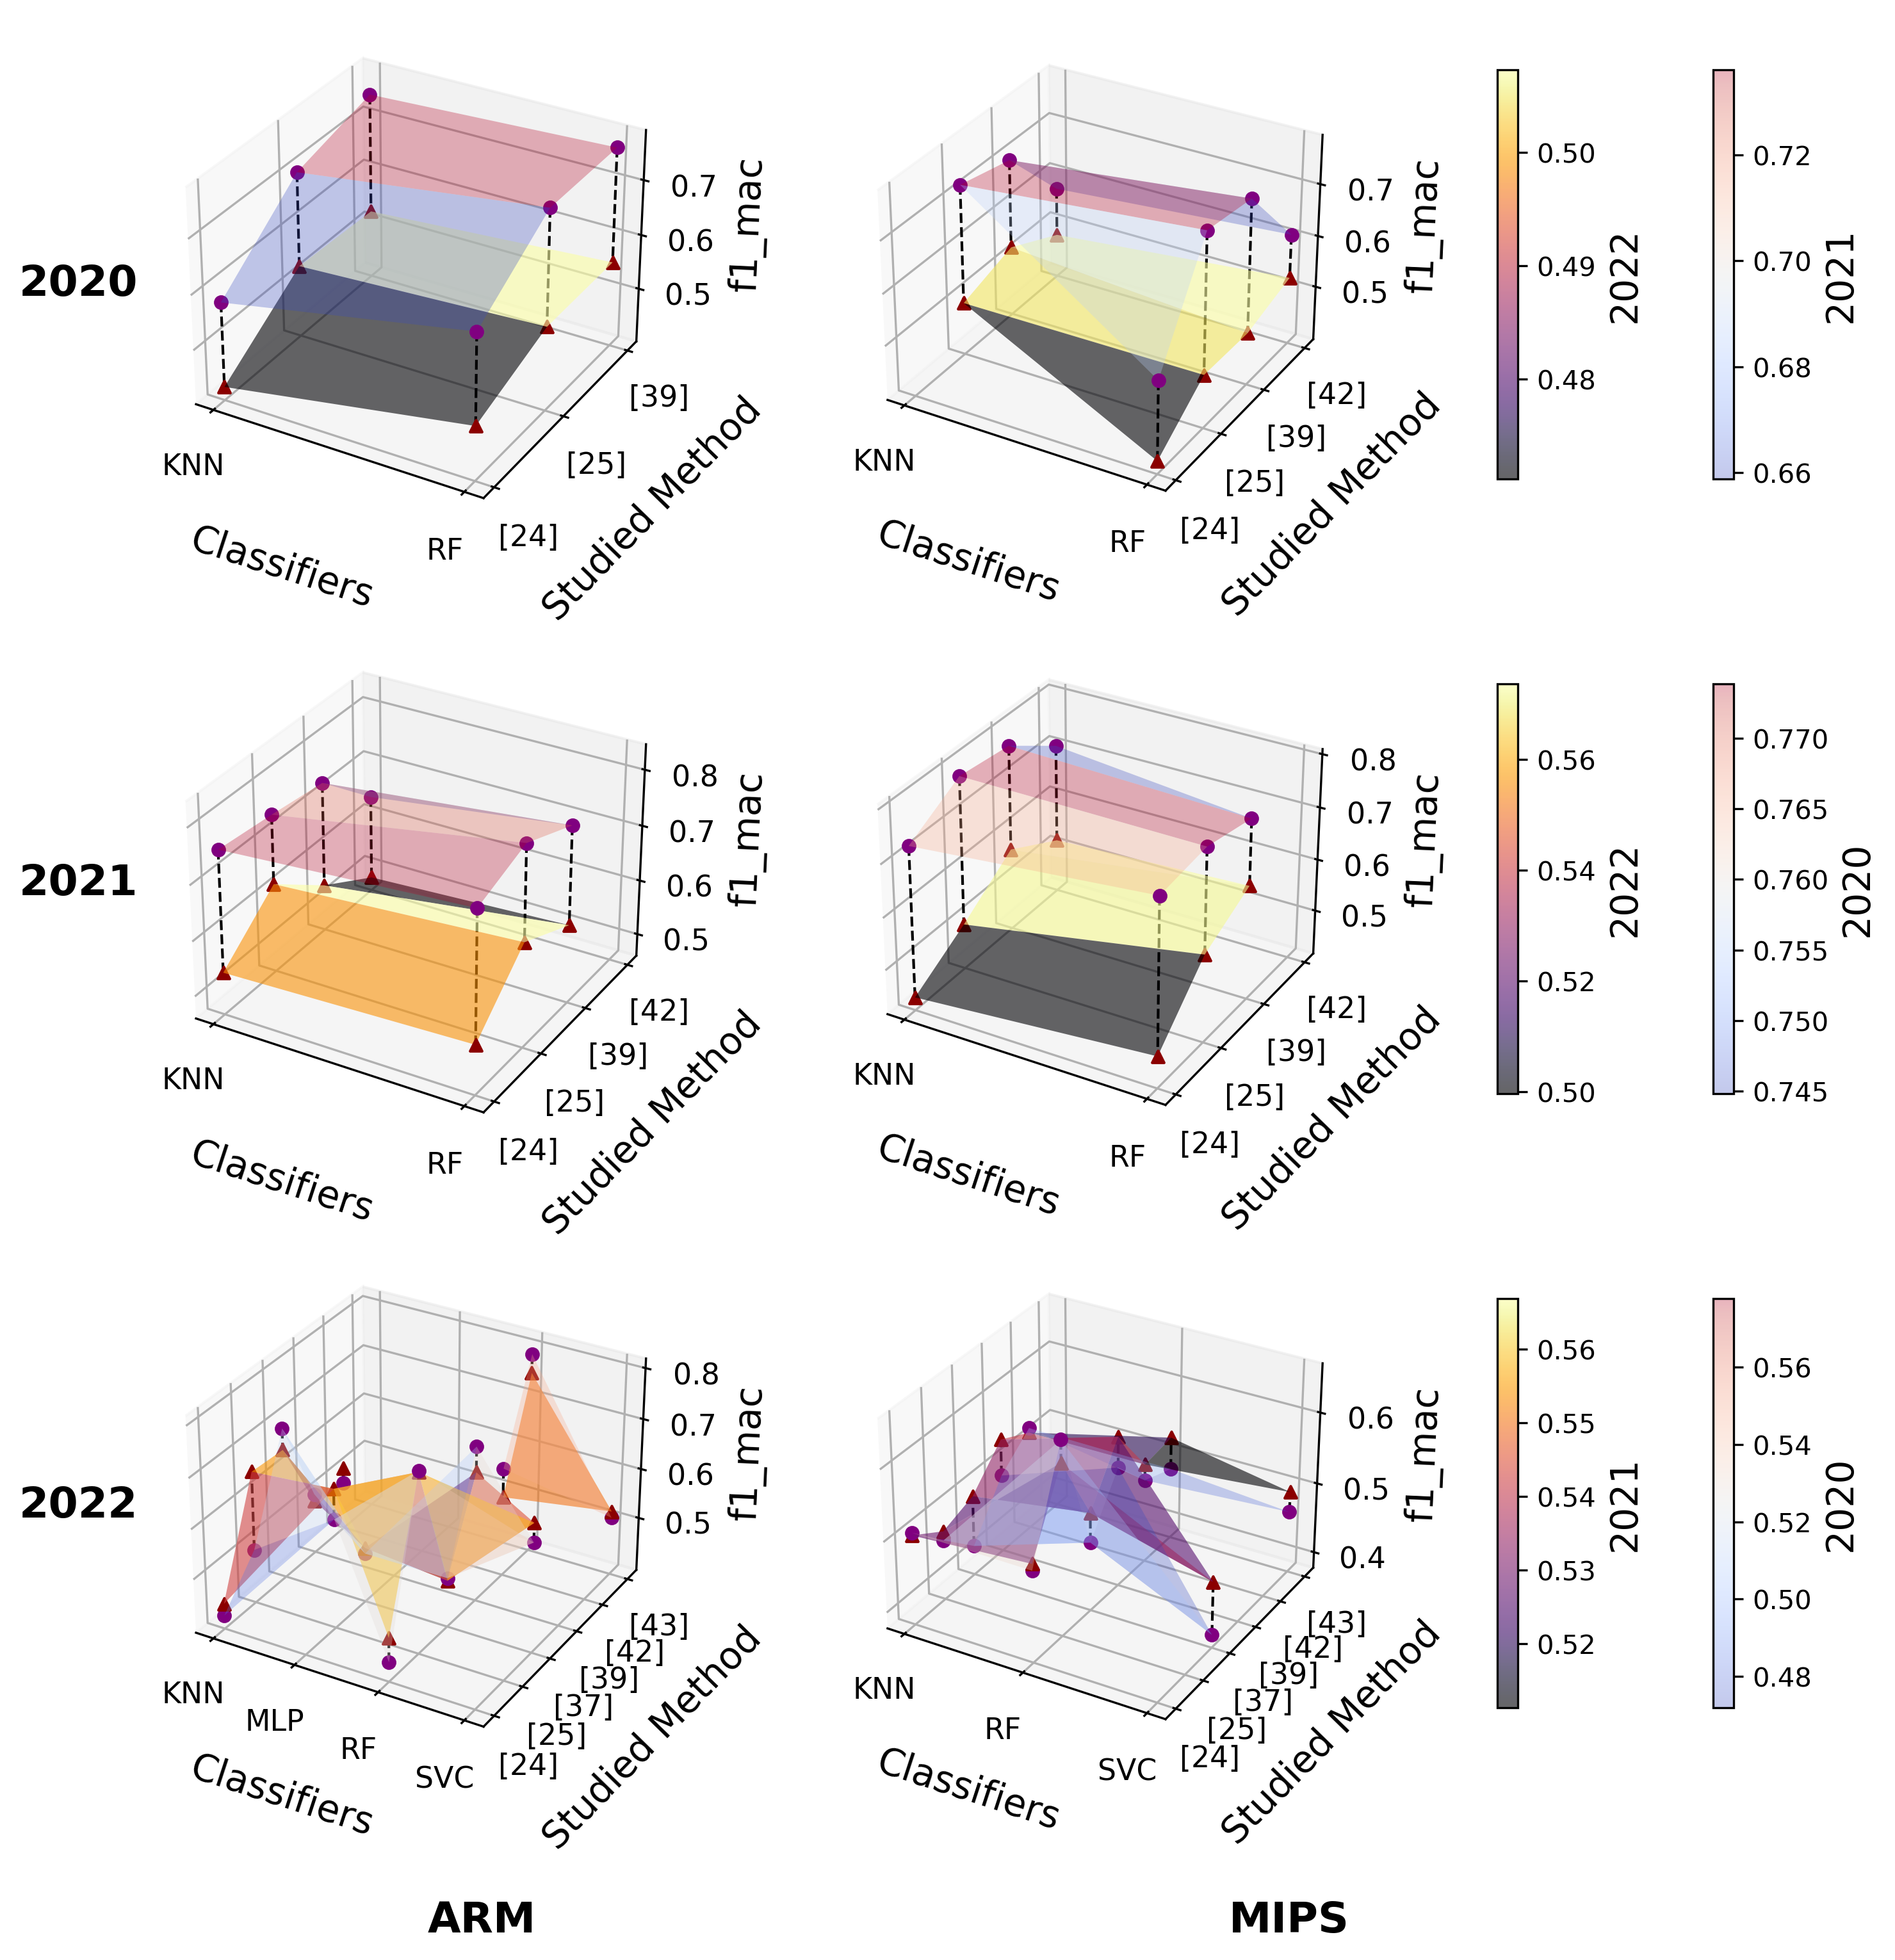 2020
0.7
0.6
0.5
f1_mac
KNN
RF
Classifiers
[24]
[25]
[39]
Studied Method
0.7
0.6
0.5
f1_mac
KNN
RF
Classifiers
[24]
[25]
[39]
[42]
Studied Method
0.50
0.49
0.48
2022
0.72
0.70
0.68
0.66
2021
2021
0.8
0.7
0.6
0.5
f1_mac
KNN
RF
Classifiers
[24]
[25]
[39]
[42]
Studied Method
0.8
0.7
0.6
0.5
f1_mac
KNN
RF
Classifiers
[24]
[25]
[39]
[42]
Studied Method
0.56
0.54
0.52
0.50
2022
0.770
0.765
0.760
0.755
0.750
0.745
2020
2022
0.8
0.7
0.6
0.5
f1_mac
KNN
MLP
RF
SVC
Classifiers
[24]
[25]
[37]
[39]
[42]
[43]
Studied Method
0.6
0.5
0.4
f1_mac
KNN
RF
SVC
Classifiers
[24]
[25]
[37]
[39]
[42]
[43]
Studied Method
0.56
0.55
0.54
0.53
0.52
2021
0.56
0.54
0.52
0.50
0.48
2020
ARM
MIPS